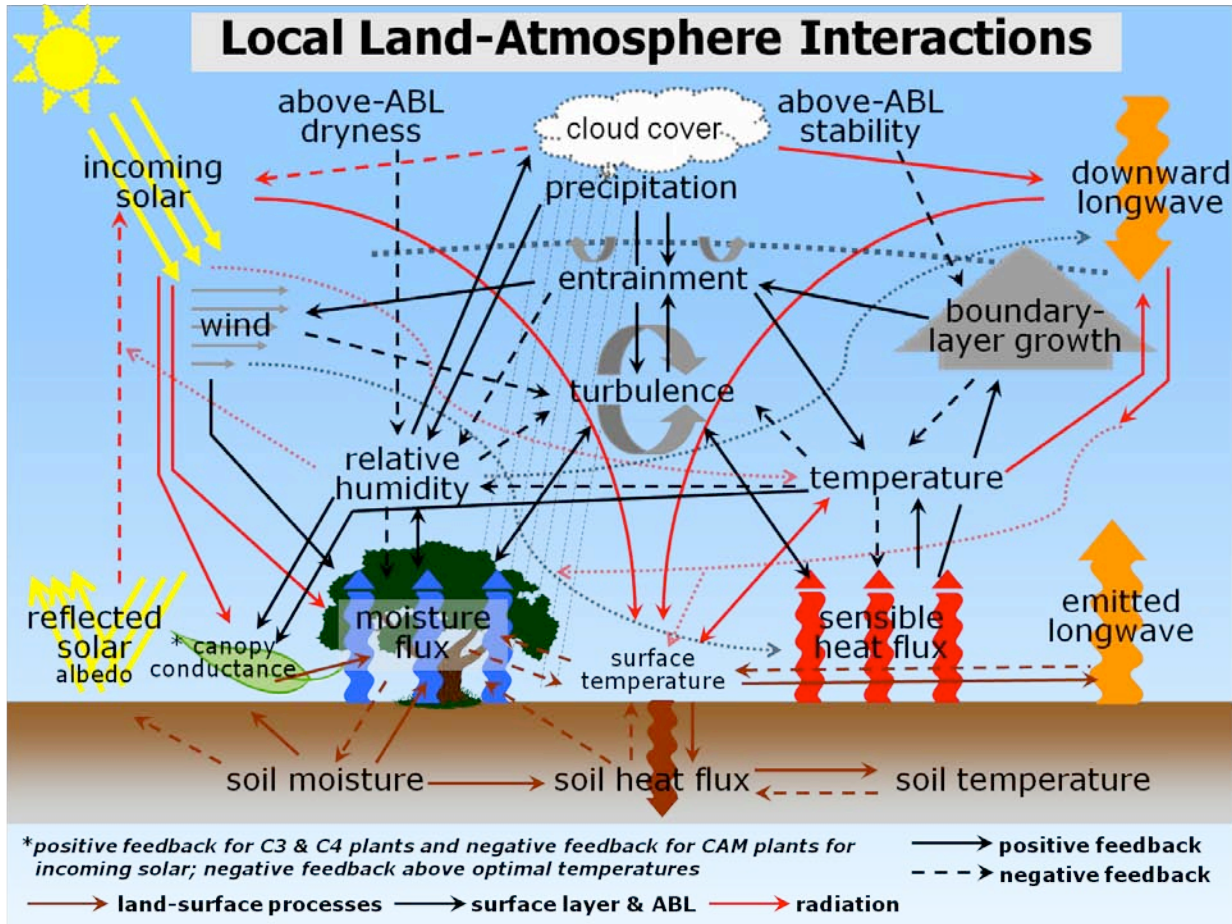 Local Land-Atmosphere Interactions
above-ABL
dryness
cloud cover
above-ABL
stability
incoming
solar
precipitation
downward
longwave
entrainment
wind
boundary-
layer growth
turbulence
relative
humidity
temperature
reflected
solar
albedo
* canopy
conductance
moisture
flux
surface
temperature
sensible
heat flux
emitted
longwave
soil moisture
soil heat flux
soil temperature
*positive feedback for C3 & C4 plants and negative feedback for CAM plants for
incoming solar; negative feedback above optimal temperatures
positive feedback
negative feedback
land-surface processes
surface layer & ABL
radiation